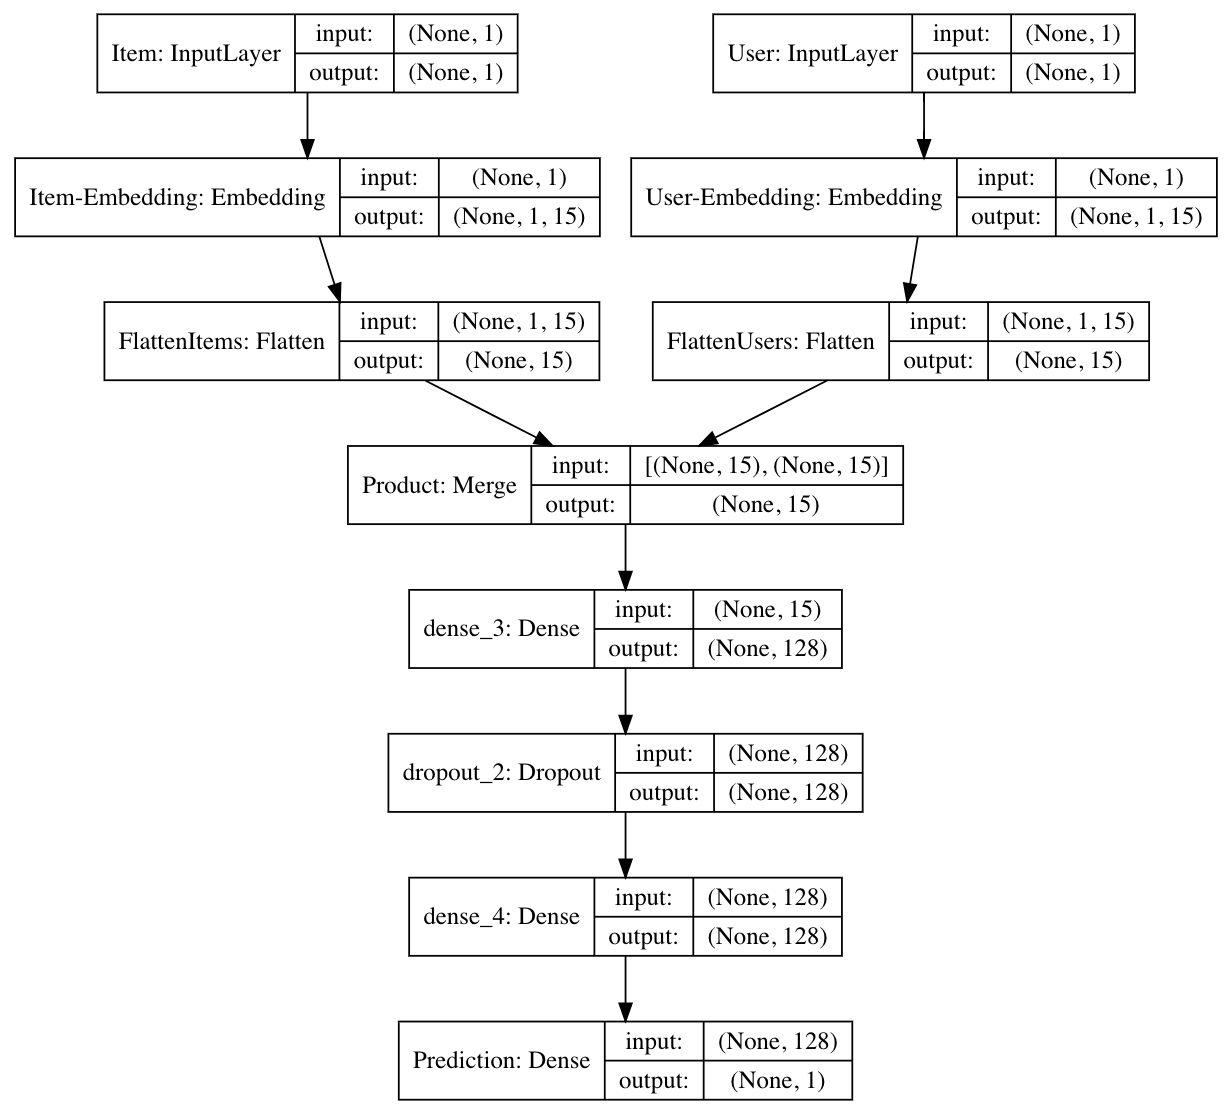 Item: InputLayer
input:
(None, 1)
output:
(None, 1)
User: InputLayer
input:
(None, 1)
output:
(None, 1)
Item-Embedding: Embedding
input:
(None, 1)
output:
(None, 1, 15)
User-Embedding: Embedding
input:
(None, 1)
output:
(None, 1, 15)
FlattenItems: Flatten
input:
(None, 1, 15)
output:
(None, 15)
FlattenUsers: Flatten
input:
(None, 1, 15)
output:
(None, 15)
Product: Merge
input:
[(None, 15), (None, 15)]
output:
(None, 15)
dense_3: Dense
input:
(None, 15)
output:
(None, 128)
dropout_2: Dropout
input:
(None, 128)
output:
(None, 128)
dense_4: Dense
input:
(None, 128)
output:
(None, 128)
Prediction: Dense
input:
(None, 128)
output:
(None, 1)